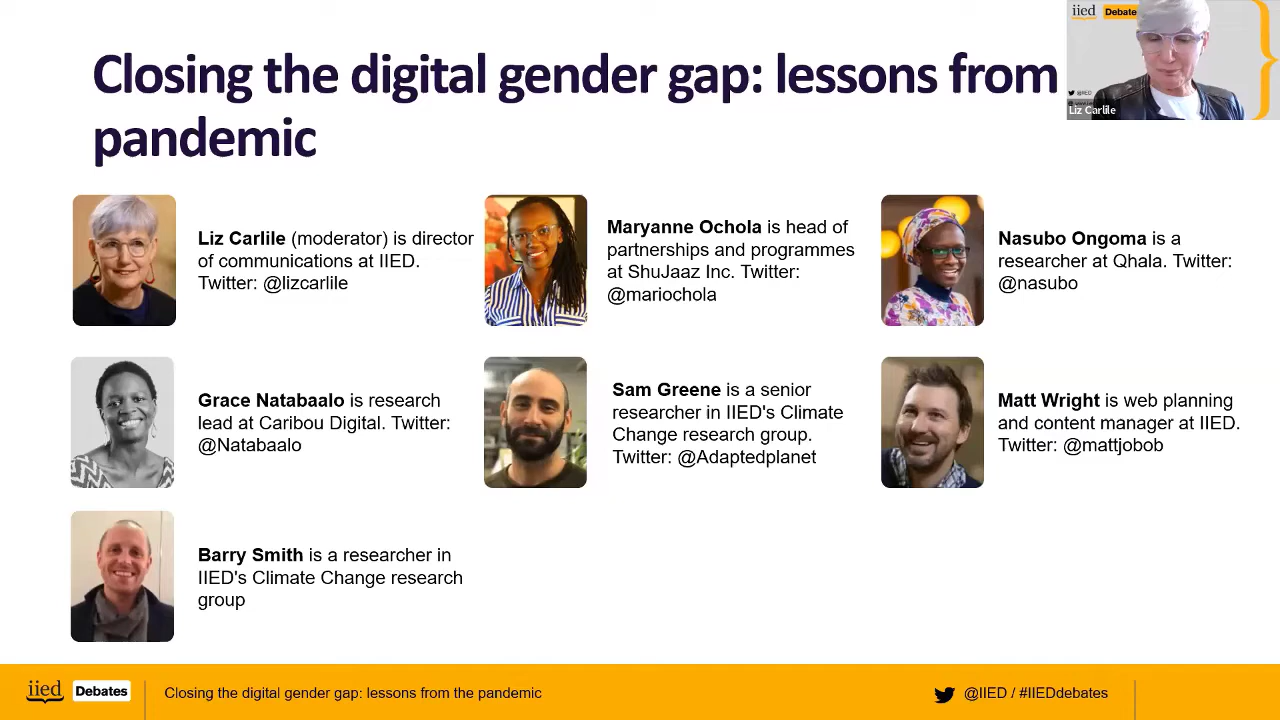 Closing the digital gender gap: lessons from
pandemic
iied Debate
@IIED
Liz Carlile
Liz Carlile (moderator) is director
of communications at IIED.
Twitter: @lizcarlile
Maryanne Ochola is head of
partnerships and programmes
at ShuJaaz Inc. Twitter:
@mariochola
Nasubo Ongoma is a
researcher at Qhala. Twitter:
@nasubo
Grace Natabaalo is research
lead at Caribou Digital. Twitter:
@Natabaalo
Sam Greene is a senior
researcher in IIED's Climate
Change research group.
Twitter: @Adaptedplanet
Matt Wright is web planning
and content manager at IIED.
Twitter: @mattjobob
Barry Smith is a researcher in
IIED's Climate Change research
group
iied Debates
Closing the digital gender gap: lessons from the pandemic
@IIED / #IIEDdebates